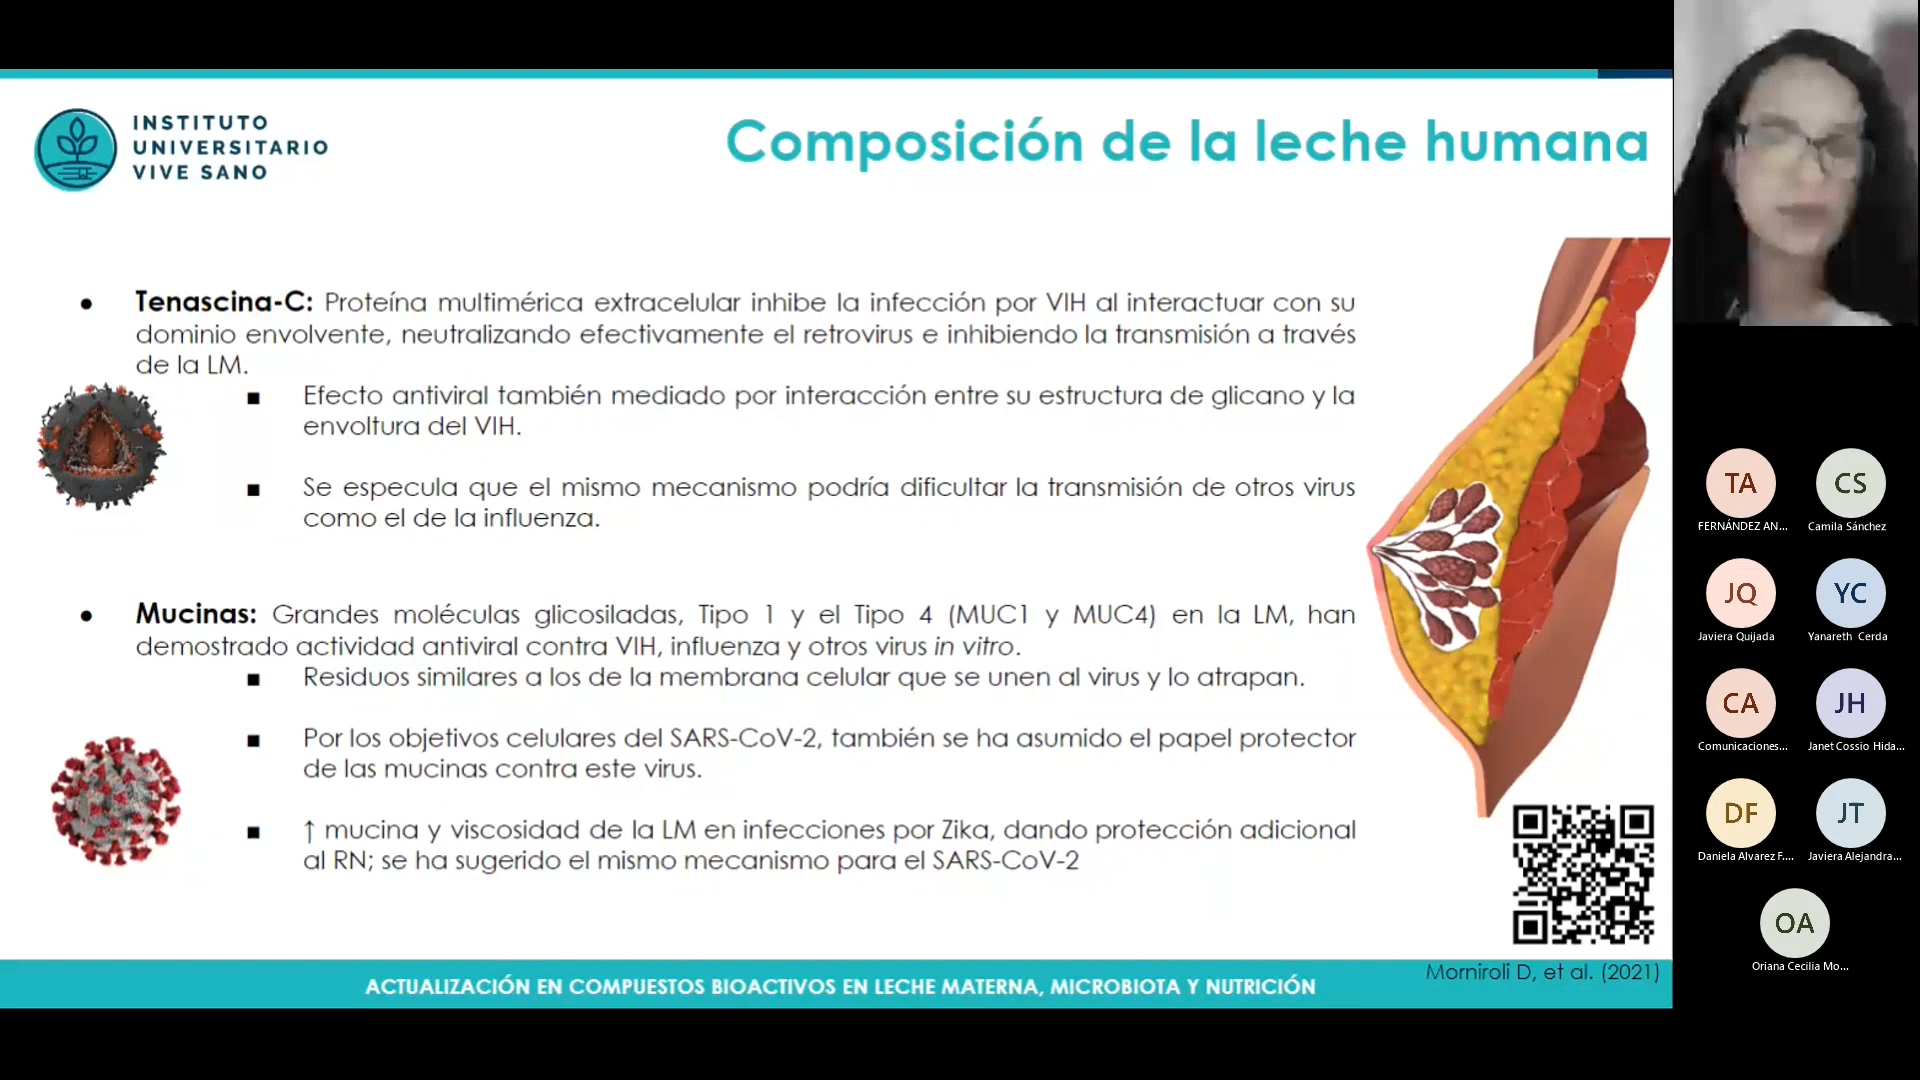 INSTITUTO
UNIVERSITARIO
VIVE SANO
Composición de la leche humana
● Tenascina-C: Proteína multimérica extracelular inhibe la infección por VIH al interactuar con su
dominio envolvente, neutralizando efectivamente el retrovirus e inhibiendo la transmisión a través
de la LM.
■ Efecto antiviral también mediado por interacción entre su estructura de glicano y la
envoltura del VIH.
■ Se especula que el mismo mecanismo podría dificultar la transmisión de otros virus
como el de la influenza.
● Mucinas: Grandes moléculas glicosiladas, Tipo 1 y el Tipo 4 (MUC1 y MUC4) en la LM, han
demostrado actividad antiviral contra VIH, influenza y otros virus in vitro.
■ Residuos similares a los de la membrana celular que se unen al virus y lo atrapan.
■ Por los objetivos celulares del SARS-CoV-2, también se ha asumido el papel protector
de las mucinas contra este virus.
■ ↑ mucina y viscosidad de la LM en infecciones por Zika, dando protección adicional
al RN; se ha sugerido el mismo mecanismo para el SARS-CoV-2
Morniroli D, et al. (2021)
ACTUALIZACIÓN EN COMPUESTOS BIOACTIVOS EN LECHE MATERNA, MICROBIOTA Y NUTRICIÓN
TA
FERNÁNDEZ AN...
CS
Camila Sánchez
JQ
Javiera Quijada
YC
Yanareth Cerda
CA
Comunicaciones...
JH
Janet Cossio Hida...
DF
Daniela Alvarez F....
JT
Javiera Alejandra...
OA
Oriana Cecilia Mo...